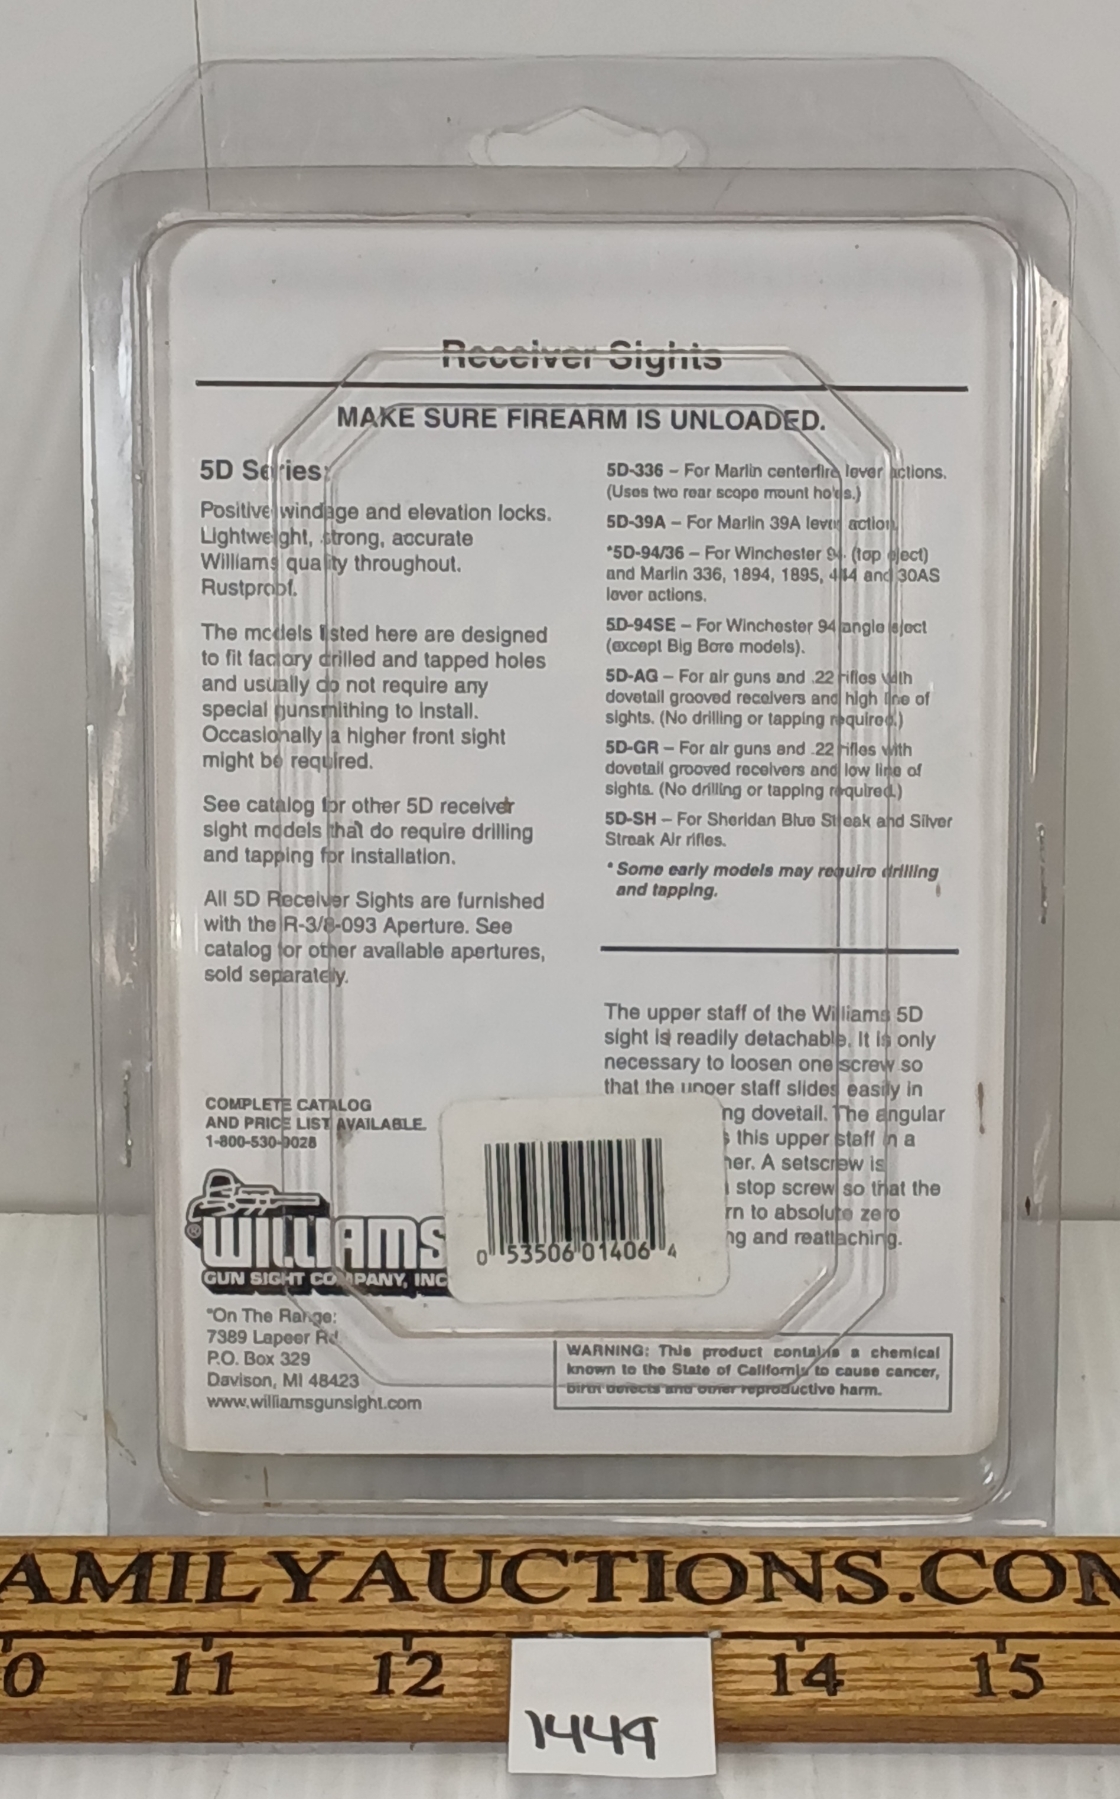 Receiver Sights
MAKE SURE FIREARM IS UNLOADED.
5D Series:
Positive windage and elevation locks.
Lightweight, strong, accurate
Williams quality throughout.
Rustproof.
The models listed here are designed
to fit factory drilled and tapped holes
and usually do not require any
special gunsmithing to install.
Occasionally a higher front sight
might be required.
See catalog for other 5D receiver
sight models that do require drilling
and tapping for installation.
All 5D Receiver Sights are furnished
with the R-3/8-093 Aperture. See
catalog for other available apertures,
sold separately.
COMPLETE CATALOG
AND PRICE LIST AVAILABLE.
1-800-530-9028
WILLIAMS
GUN SIGHT COMPANY, INC
"On The Range:
7389 Lapeer Rd
P.O. Box 329
Davison, MI 48423
www.williamsgunsight.com
5D-336 – For Marlin centerfire lever actions.
(Uses two rear scope mount holes.)
5D-39A – For Marlin 39A lever action
*5D-94/36 – For Winchester 94 (top eject)
and Marlin 336, 1894, 1895, 444 and 30AS
lever actions.
5D-94SE – For Winchester 94 angle eject
(except Big Bore models).
5D-AG – For air guns and .22 rifles with
dovetail grooved receivers and high line of
sights. (No drilling or tapping required.)
5D-GR – For air guns and .22 rifles with
dovetail grooved receivers and low line of
sights. (No drilling or tapping required.)
5D-SH – For Sheridan Blue Streak and Silver
Streak Air rifles.
* Some early models may require drilling
and tapping.
The upper staff of the Williams 5D
sight is readily detachable. It is only
necessary to loosen one screw so
that the upper staff slides easily in
ng dovetail. The angular
this upper staff in a
ner. A setscrew is
stop screw so that the
rn to absolute zero
ng and reattaching.
0 53506 01406 4
WARNING: This product contains a chemical
known to the State of California to cause cancer,
birth defects and other reproductive harm.
AMILYAUCTIONS.COM
0 11 12 14 15
1449